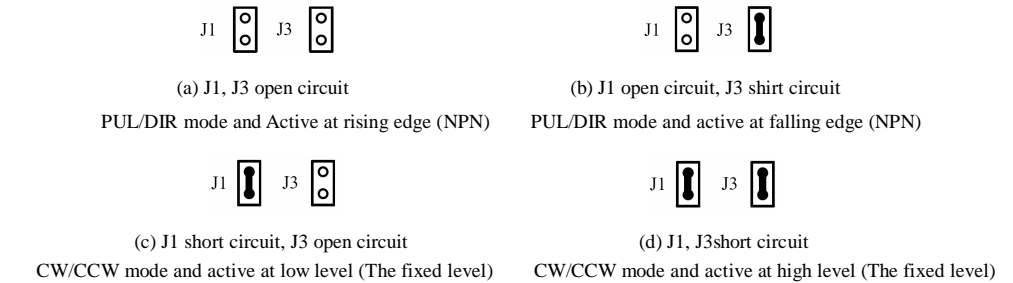 J1 J3 J1 J3
(a) J1, J3 open circuit (b) J1 open circuit, J3 shirt circuit
PUL/DIR mode and Active at rising edge (NPN) PUL/DIR mode and active at falling edge (NPN)
J1 J3 J1 J3
(c) J1 short circuit, J3 open circuit (d) J1, J3short circuit
CW/CCW mode and active at low level (The fixed level) CW/CCW mode and active at high level (The fixed level)